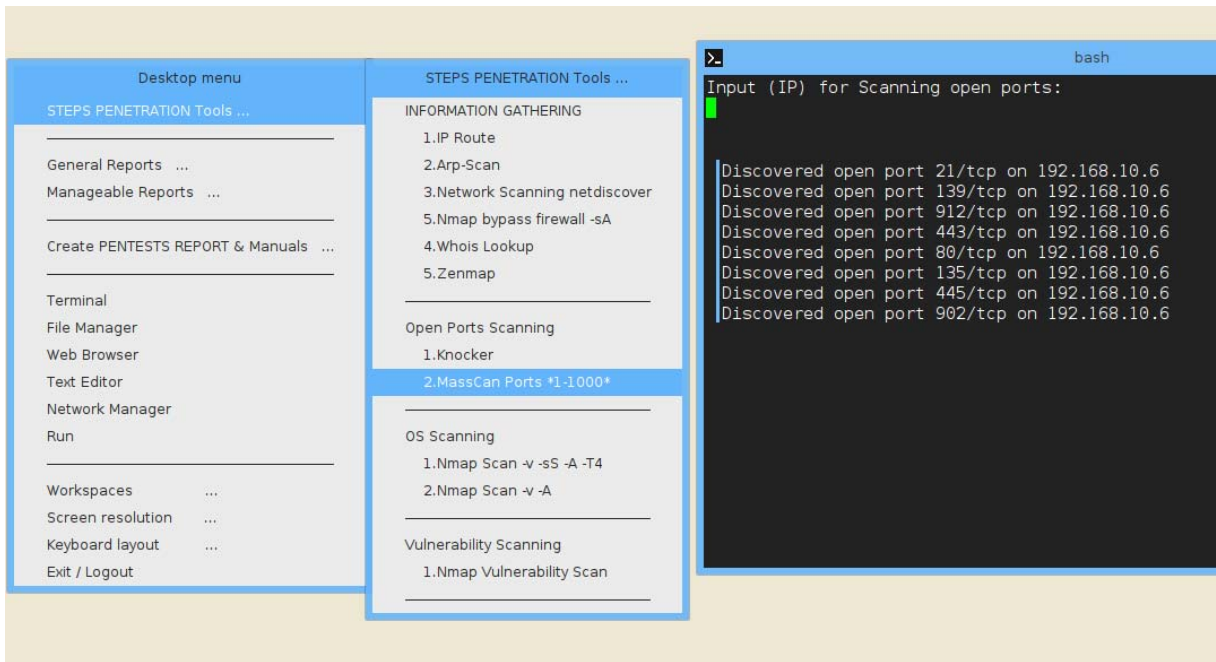 Desktop menu
STEPS PENETRATION Tools ...
General Reports ...
Manageable Reports ...
Create PENTESTS REPORT & Manuals ...
Terminal
File Manager
Web Browser
Text Editor
Network Manager
Run
Workspaces ...
Screen resolution ...
Keyboard layout ...
Exit / Logout
STEPS PENETRATION Tools ...
INFORMATION GATHERING
1.IP Route
2.Arp-Scan
3.Network Scanning netdiscover
5.Nmap bypass firewall -sA
4.Whois Lookup
5.Zenmap
Open Ports Scanning
1.Knocker
2.MassCan Ports *1-1000*
OS Scanning
1.Nmap Scan -v -sS -A -T4
2.Nmap Scan -v -A
Vulnerability Scanning
1.Nmap Vulnerability Scan
bash
Input (IP) for Scanning open ports:
Discovered open port 21/tcp on 192.168.10.6
Discovered open port 139/tcp on 192.168.10.6
Discovered open port 912/tcp on 192.168.10.6
Discovered open port 443/tcp on 192.168.10.6
Discovered open port 80/tcp on 192.168.10.6
Discovered open port 135/tcp on 192.168.10.6
Discovered open port 445/tcp on 192.168.10.6
Discovered open port 902/tcp on 192.168.10.6